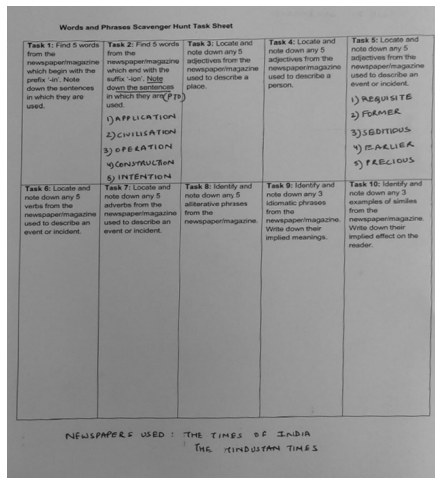 Words and Phrases Scavenger Hunt Task Sheet
Task 1: Find 5 words
from the
newspaper/magazine
which begin with the
prefix '-in'. Note
down the sentences
in which they are
used.
Task 2: Find 5 words
from the
newspaper/magazine
which end with the
suffix '-ion'. Note
down the sentences
in which they are (PTO)
used.
1) APPLICATION
2) CIVILISATION
3) OPERATION
4) CONSTRUCTION
5) INTENTION
Task 3: Locate and
note down any 5
adjectives from the
newspaper/magazine
used to describe a
place.
Task 4: Locate and
note down any 5
adjectives from the
newspaper/magazine
used to describe a
person.
Task 5: Locate and
note down any 5
adjectives from the
newspaper/magazine
used to describe an
event or incident.
1) REQUISITE
2) FORMER
3) SEDITIOUS
4) EARLIER
5) PRECIOUS
Task 6: Locate and
note down any 5
verbs from the
newspaper/magazine
used to describe an
event or incident.
Task 7: Locate and
note down any 5
adverbs from the
newspaper/magazine
used to describe an
event or incident.
Task 8: Identify and
note down any 5
alliterative phrases
from the
newspaper/magazine.
Task 9: Identify and
note down any 3
idiomatic phrases
from the
newspaper/magazine.
Write down their
implied meanings.
Task 10: Identify and
note down any 3
examples of similes
from the
newspaper/magazine.
Write down their
implied effect on the
reader.
NEWSPAPERS USED : THE TIMES OF INDIA
THE HINDUSTAN TIMES